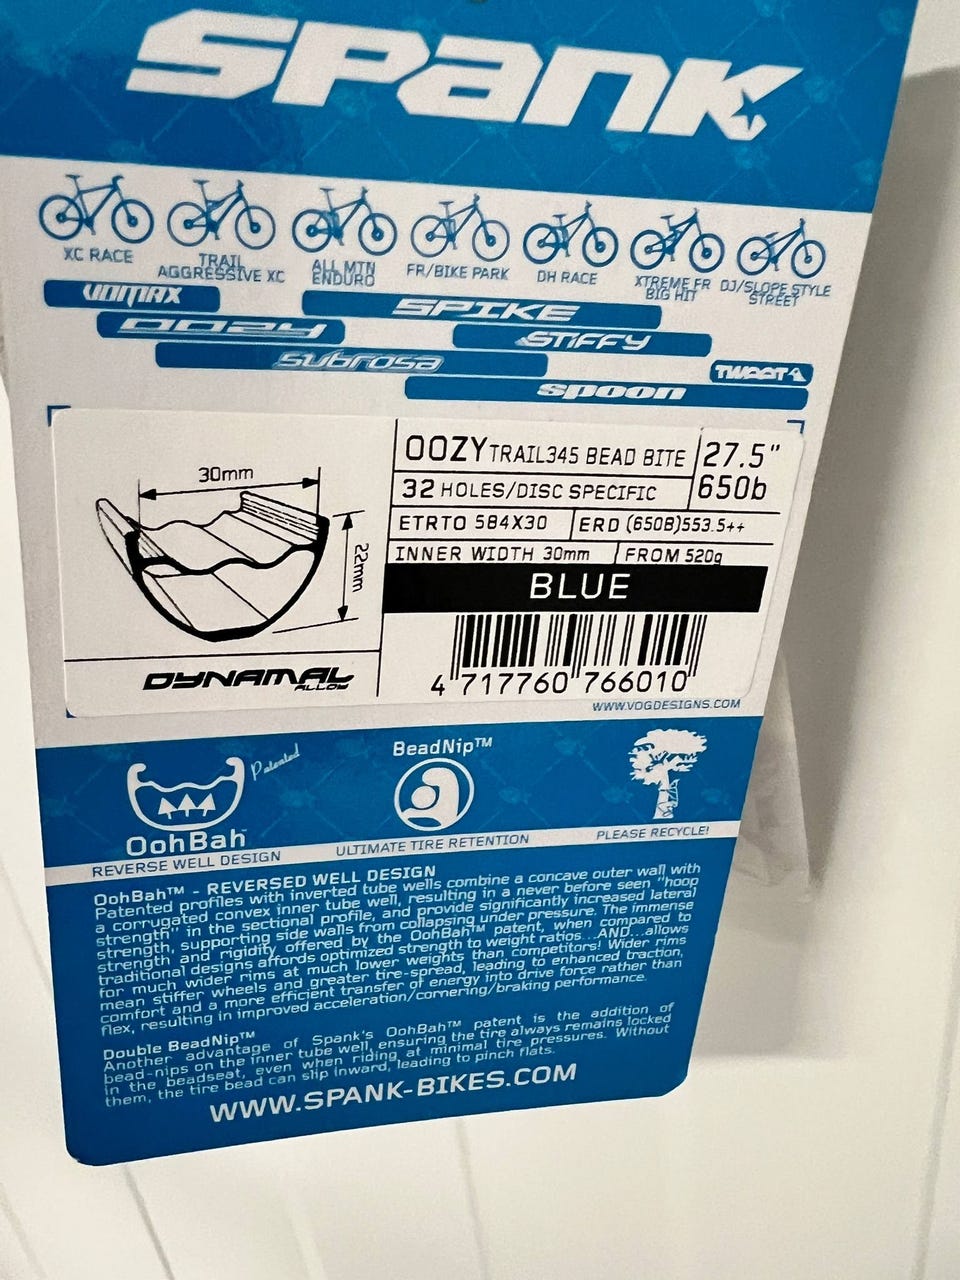 SPANK
XC RACE
TRAIL
AGGRESSIVE XC
ALL MTN
ENDURO
FR/BIKE PARK
DH RACE
XTREME FR
BIG HIT
DJ/SLOPE STYLE
STREET
VOMAX
SPIKE
OOZY
STIFFY
SUBROSA
TWEET
SPOON
30mm
22mm
DYNAMAL
ALLOY
OOZY TRAIL345 BEAD BITE
27.5"
650b
32 HOLES/DISC SPECIFIC
ETRTO 584X30
ERD (650B)553.5++
INNER WIDTH 30mm
FROM 520g
BLUE
4 717760 766010
WWW.VOGDESIGNS.COM
Patented
OohBah™
REVERSE WELL DESIGN
BeadNip™
ULTIMATE TIRE RETENTION
PLEASE RECYCLE!
OohBah™ - REVERSED WELL DESIGN
Patented profiles with inverted tube wells combine a concave outer wall with
a corrugated convex inner tube well, resulting in a never before seen "hoop
strength" in the sectional profile, and provide significantly increased lateral
strength, supporting side walls from collapsing under pressure. The immense
strength and rigidity offered by the OohBah™ patent, when compared to
traditional designs affords optimized strength to weight ratios...AND...allows
for much wider rims at much lower weights than competitors! Wider rims
mean stiffer wheels and greater tire-spread, leading to enhanced traction,
comfort and a more efficient transfer of energy into drive force rather than
flex, resulting in improved acceleration/cornering/braking performance.
Double BeadNip™
Another advantage of Spank's OohBah™ patent is the addition of
bead-nips on the inner tube well, ensuring the tire always remains locked
in the beadseat, even when riding at minimal tire pressures. Without
them, the tire bead can slip inward, leading to pinch flats.
WWW.SPANK-BIKES.COM